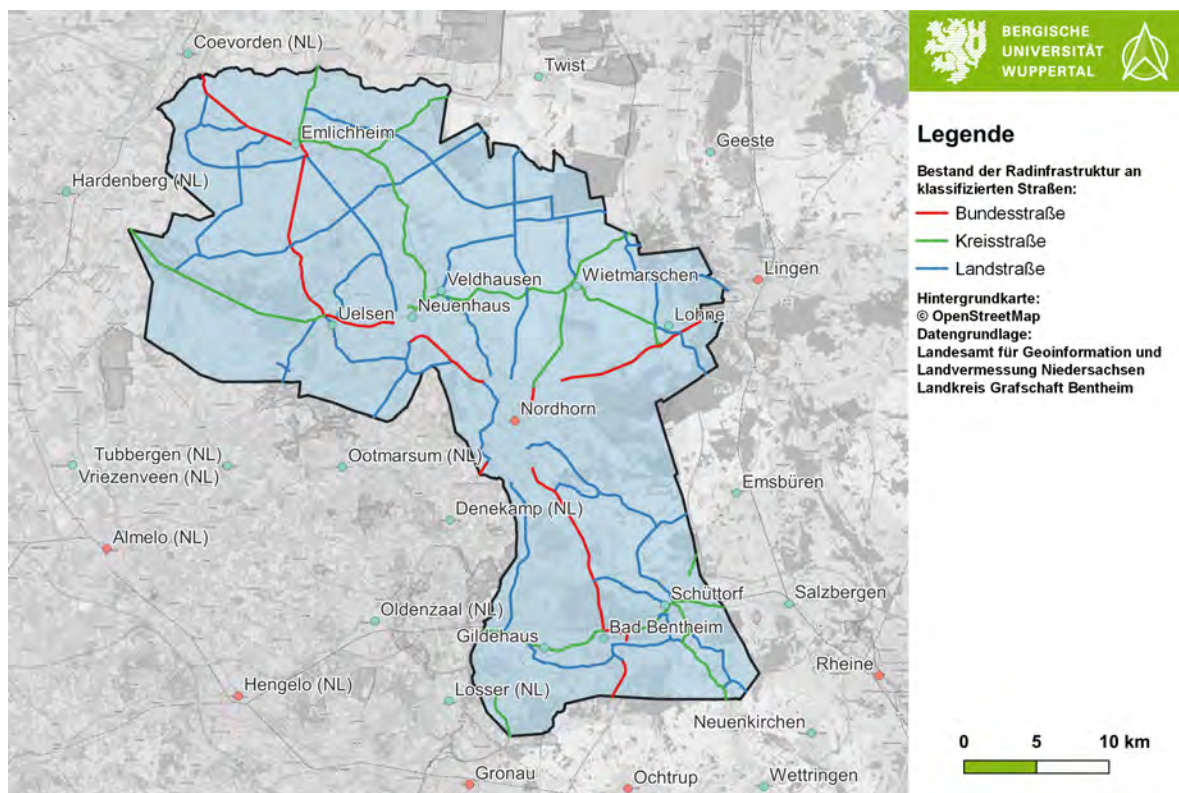 Coevorden (NL)
Twist
Emlichheim
Geeste
Hardenberg (NL)
Veldhausen
Wietmarschen
Lingen
Neuenhaus
Uelsen
Lohne
Nordhorn
Tubbergen (NL)
Vriezenveen (NL)
Ootmarsum (NL)
Emsbüren
Denekamp (NL)
Almelo (NL)
Schüttorf
Salzbergen
Oldenzaal (NL)
Gildehaus
Bad Bentheim
Rheine
Hengelo (NL)
Losser (NL)
Neuenkirchen
Gronau
Ochtrup
Wettringen
BERGISCHE
UNIVERSITÄT
WUPPERTAL
Legende
Bestand der Radinfrastruktur an
klassifizierten Straßen:
Bundesstraße
Kreisstraße
Landstraße
Hintergrundkarte:
© OpenStreetMap
Datengrundlage:
Landesamt für Geoinformation und
Landvermessung Niedersachsen
Landkreis Grafschaft Bentheim
0 5 10 km